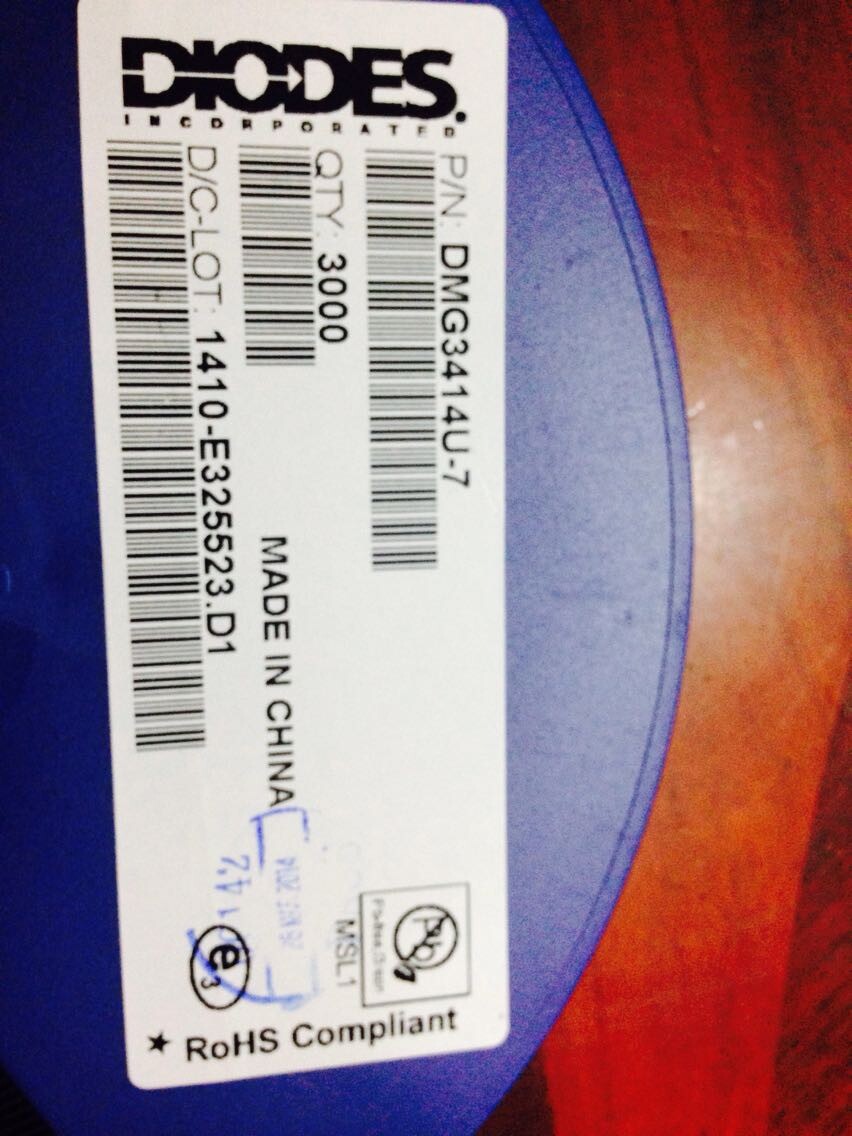 DIODES.
INCORPORATED
P/N: DMG3414U-7
QTY: 3000
D/C-LOT: 1410-E325523.D1
MADE IN CHINA
Pb
MSL1
e3
★ RoHS Compliant